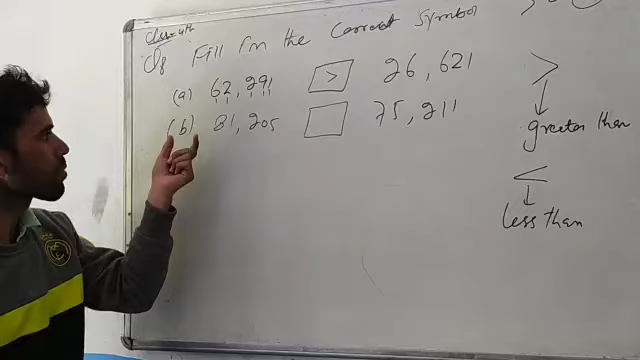 Class-4th
Q8 Fill in the Correct Symbol
(a) 62,291 > 26,621
(b) 81,205 75,211
>
greater than
<
less than